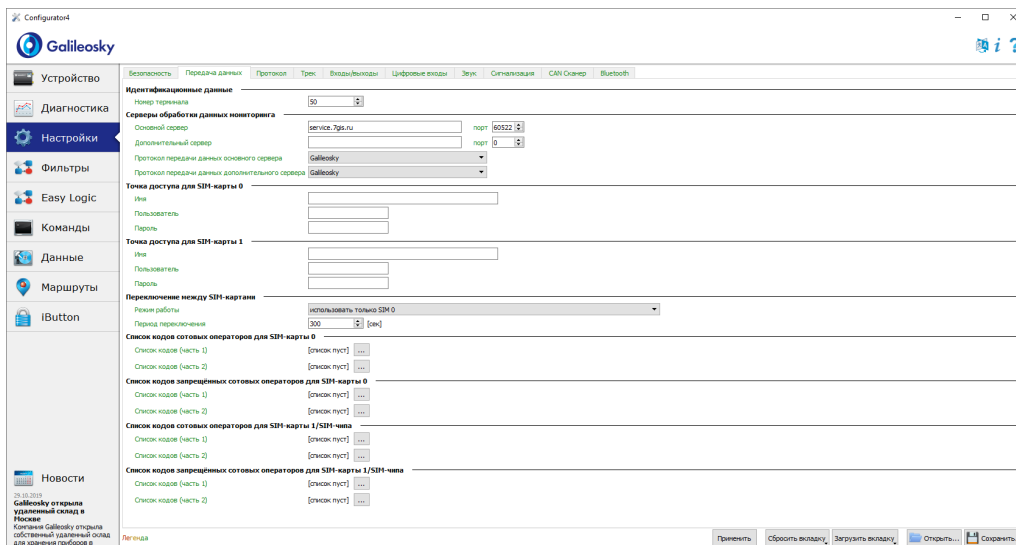 Configurator4
Galileosky
Устройство
Диагностика
Настройки
Фильтры
Easy Logic
Команды
Данные
Маршруты
iButton
Новости
29.10.2019
Galileosky открыла
удаленный склад в
Москве
Компания Galileosky открыла
собственный удаленный склад
для хранения приборов в
Безопасность Передача данных Протокол Трек Входы/выходы Цифровые входы Звук Сигнализация CAN Сканер Bluetooth
Идентификационные данные
Номер терминала 50
Серверы обработки данных мониторинга
Основной сервер service.7gis.ru порт 60522
Дополнительный сервер порт 0
Протокол передачи данных основного сервера Galileosky
Протокол передачи данных дополнительного сервера Galileosky
Точка доступа для SIM-карты 0
Имя
Пользователь
Пароль
Точка доступа для SIM-карты 1
Имя
Пользователь
Пароль
Переключение между SIM-картами
Режим работы использовать только SIM 0
Период переключения 300 [сек]
Список кодов сотовых операторов для SIM-карты 0
Список кодов (часть 1) [список пуст] ...
Список кодов (часть 2) [список пуст] ...
Список кодов запрещённых сотовых операторов для SIM-карты 0
Список кодов (часть 1) [список пуст] ...
Список кодов (часть 2) [список пуст] ...
Список кодов сотовых операторов для SIM-карты 1/SIM-чипа
Список кодов (часть 1) [список пуст] ...
Список кодов (часть 2) [список пуст] ...
Список кодов запрещённых сотовых операторов для SIM-карты 1/SIM-чипа
Список кодов (часть 1) [список пуст] ...
Список кодов (часть 2) [список пуст] ...
Легенда
Применить Сбросить вкладку Загрузить вкладку Открыть... Сохранить